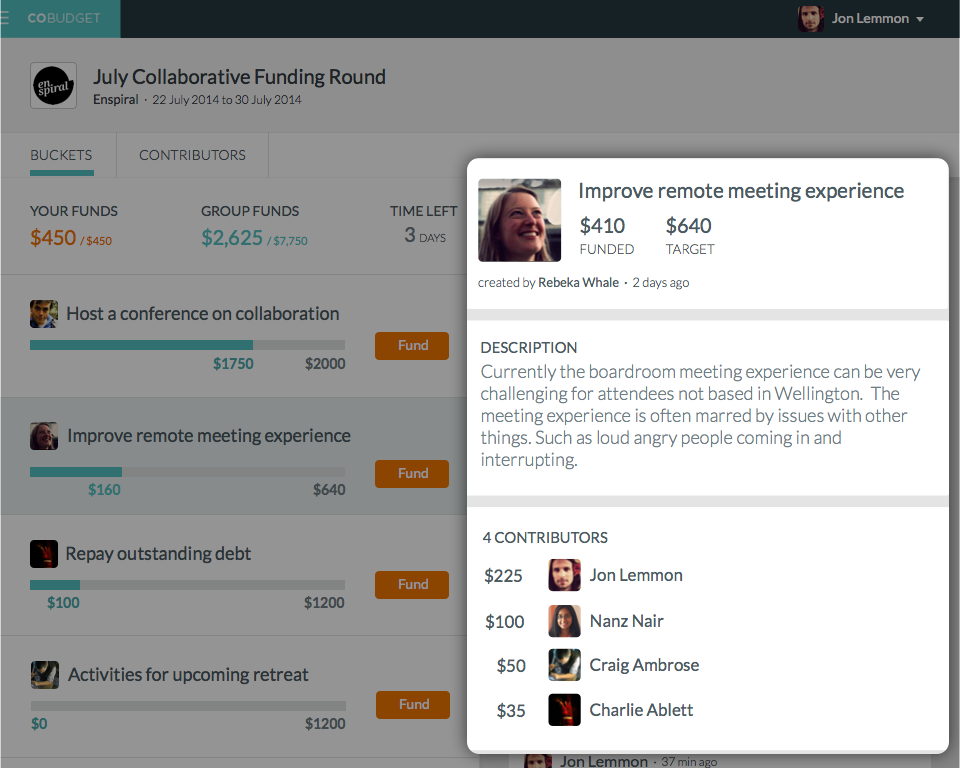 COBUDGET
Jon Lemmon
enspiral
July Collaborative Funding Round
Enspiral · 22 July 2014 to 30 July 2014
BUCKETS CONTRIBUTORS
YOUR FUNDS GROUP FUNDS TIME LEFT
$450 / $450 $2,625 / $7,750 3 DAYS
Host a conference on collaboration
Fund
$1750 $2000
Improve remote meeting experience
Fund
$160 $640
Repay outstanding debt
Fund
$100 $1200
Activities for upcoming retreat
Fund
$0 $1200
Improve remote meeting experience
$410 $640
FUNDED TARGET
created by Rebeka Whale · 2 days ago
DESCRIPTION
Currently the boardroom meeting experience can be very
challenging for attendees not based in Wellington. The
meeting experience is often marred by issues with other
things. Such as loud angry people coming in and
interrupting.
4 CONTRIBUTORS
$225 Jon Lemmon
$100 Nanz Nair
$50 Craig Ambrose
$35 Charlie Ablett
Jon Lemmon · 37 min ago